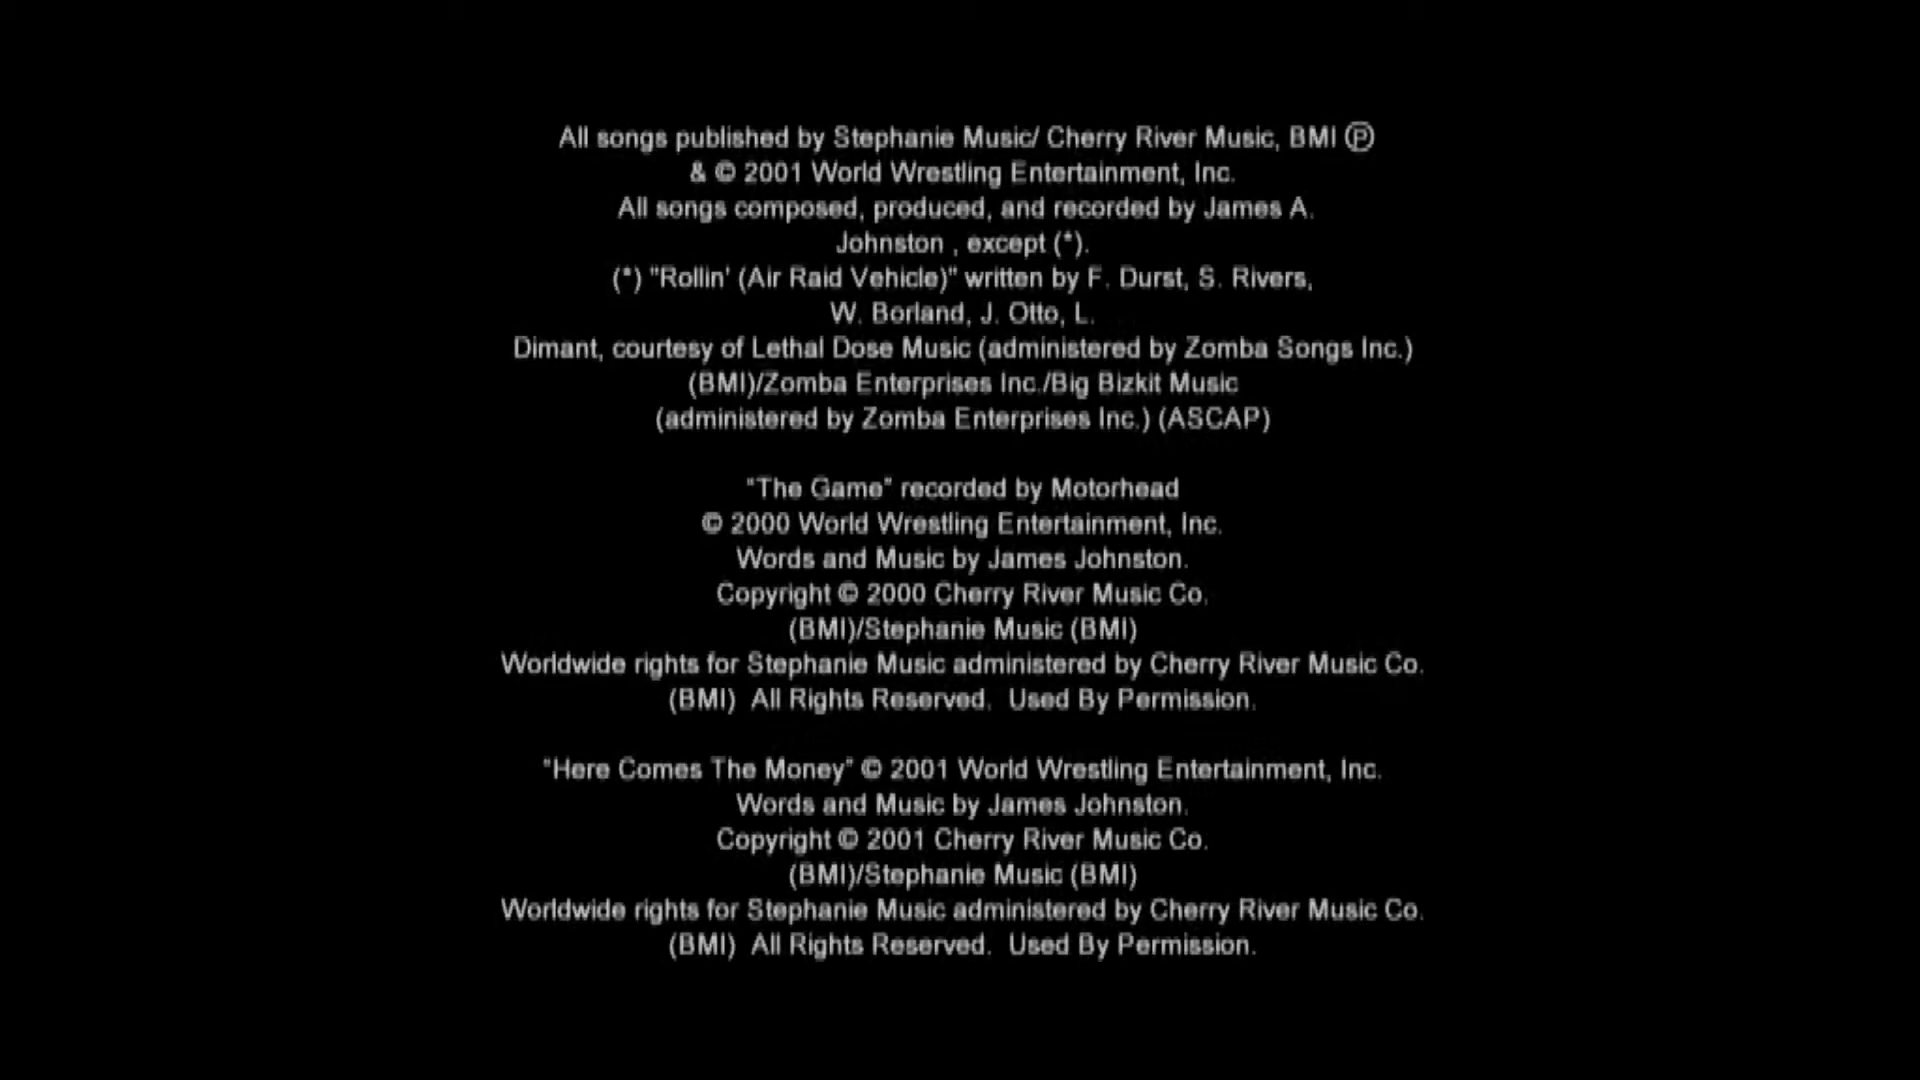 All songs published by Stephanie Music/ Cherry River Music, BMI Ⓟ
& © 2001 World Wrestling Entertainment, Inc.
All songs composed, produced, and recorded by James A.
Johnston , except (*).
(*) "Rollin' (Air Raid Vehicle)" written by F. Durst, S. Rivers,
W. Borland, J. Otto, L.
Dimant, courtesy of Lethal Dose Music (administered by Zomba Songs Inc.)
(BMI)/Zomba Enterprises Inc./Big Bizkit Music
(administered by Zomba Enterprises Inc.) (ASCAP)
"The Game" recorded by Motorhead
© 2000 World Wrestling Entertainment, Inc.
Words and Music by James Johnston.
Copyright © 2000 Cherry River Music Co.
(BMI)/Stephanie Music (BMI)
Worldwide rights for Stephanie Music administered by Cherry River Music Co.
(BMI)  All Rights Reserved.  Used By Permission.
"Here Comes The Money" © 2001 World Wrestling Entertainment, Inc.
Words and Music by James Johnston.
Copyright © 2001 Cherry River Music Co.
(BMI)/Stephanie Music (BMI)
Worldwide rights for Stephanie Music administered by Cherry River Music Co.
(BMI)  All Rights Reserved.  Used By Permission.